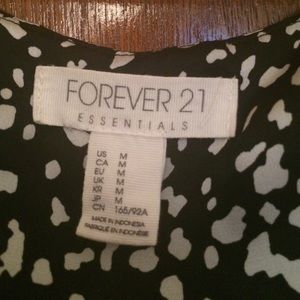 FOREVER 21
ESSENTIALS
US M
CA M
EU M
UK M
KR M
JP M
CN 165/92A
MADE IN INDONESIA
FABRIQUÉ EN INDONÉSIE